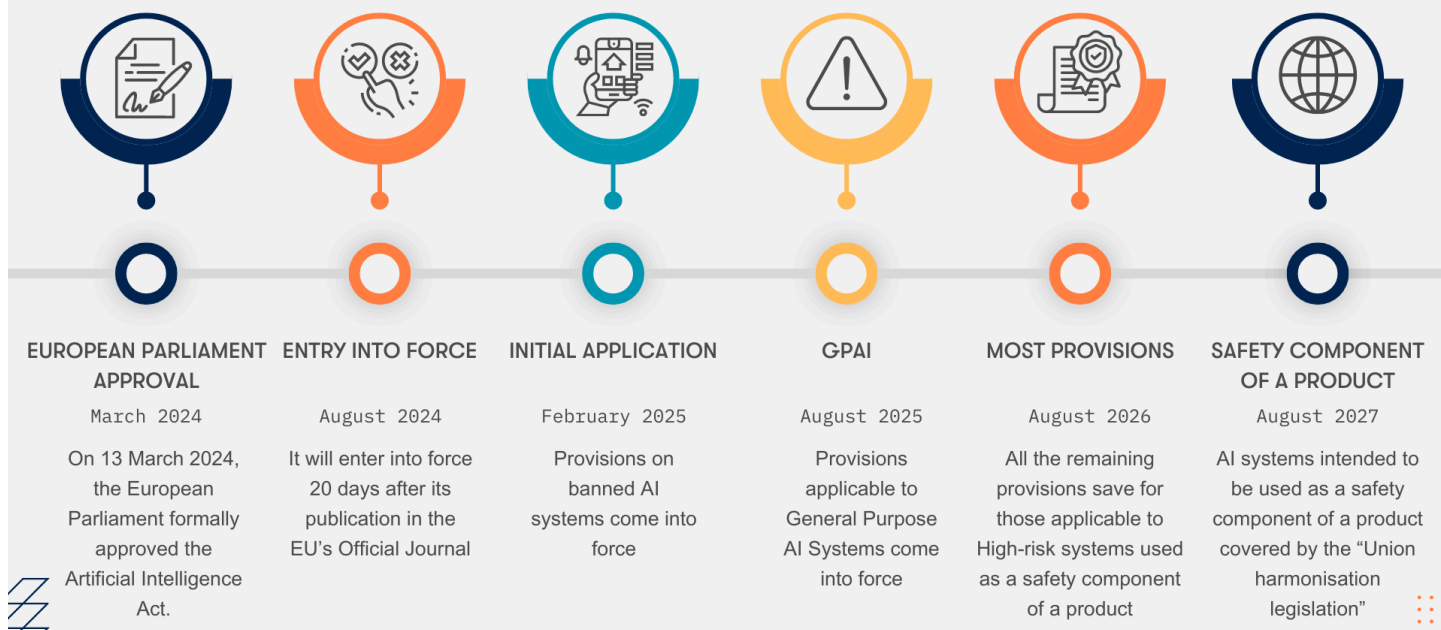 EUROPEAN PARLIAMENT
APPROVAL
March 2024
On 13 March 2024,
the European
Parliament formally
approved the
Artificial Intelligence
Act.
ENTRY INTO FORCE
August 2024
It will enter into force
20 days after its
publication in the
EU's Official Journal
INITIAL APPLICATION
February 2025
Provisions on
banned AI
systems come into
force
GPAI
August 2025
Provisions
applicable to
General Purpose
AI Systems come
into force
MOST PROVISIONS
August 2026
All the remaining
provisions save for
those applicable to
High-risk systems used
as a safety component
of a product
SAFETY COMPONENT
OF A PRODUCT
August 2027
AI systems intended to
be used as a safety
component of a product
covered by the “Union
harmonisation
legislation”